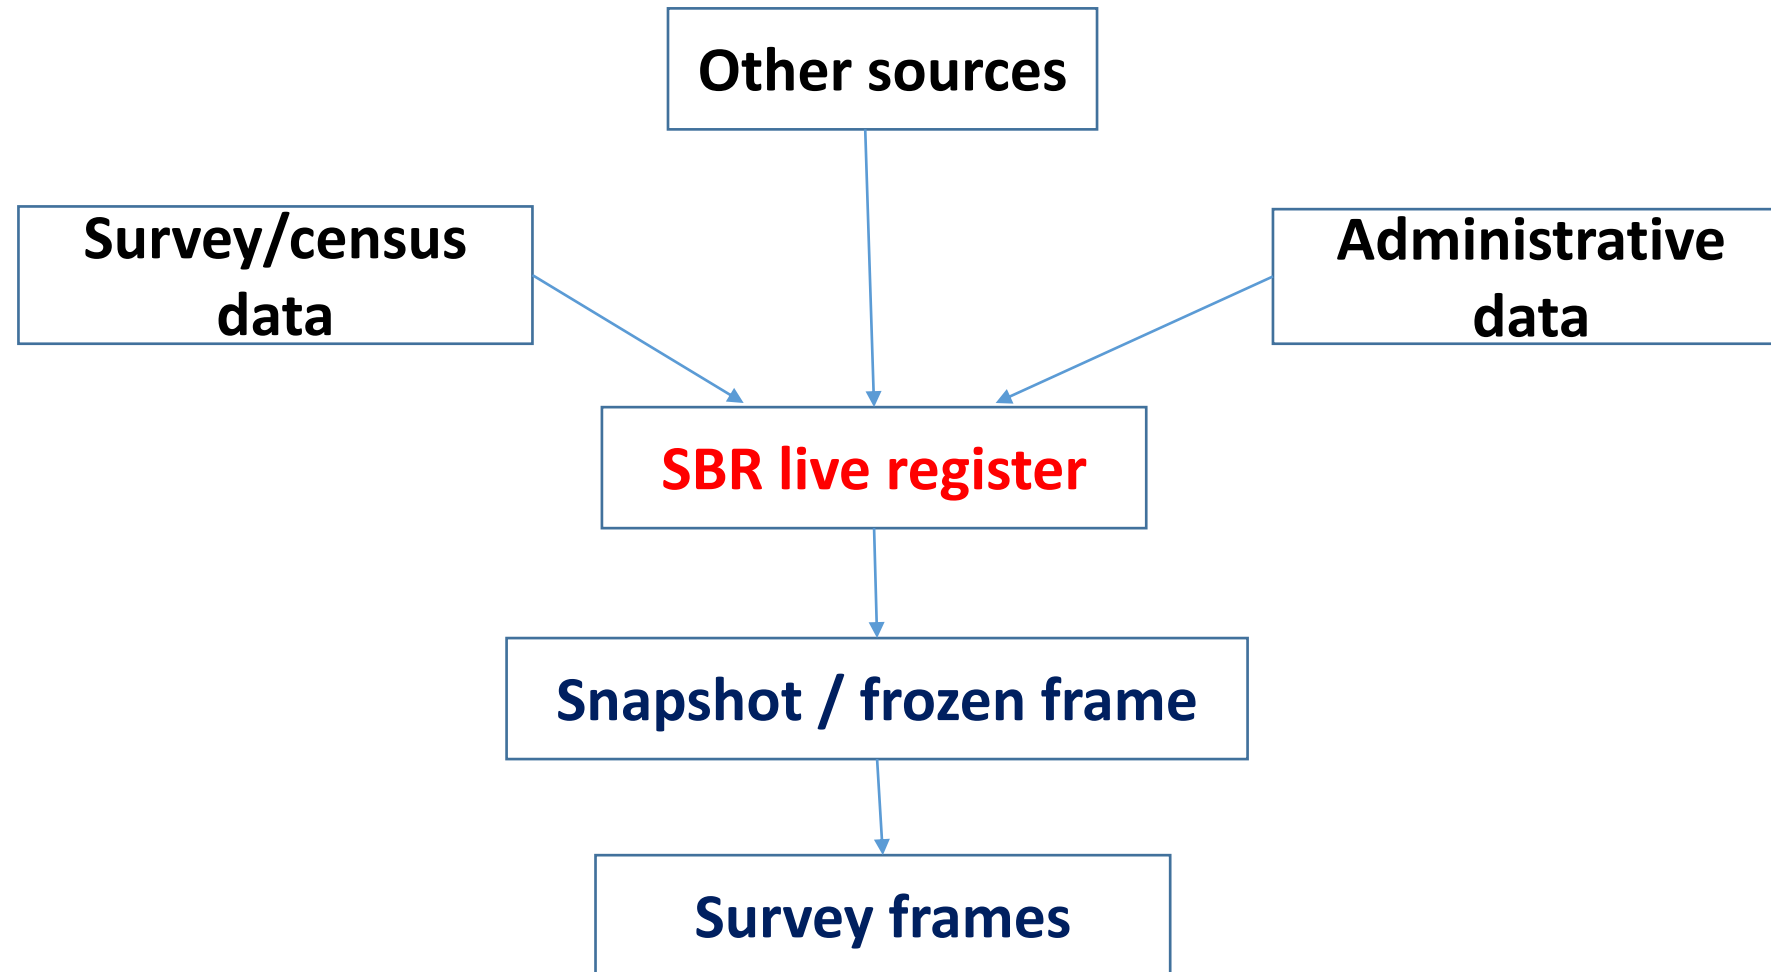 Other sources
Survey/census
data
Administrative
data
SBR live register
Snapshot / frozen frame
Survey frames